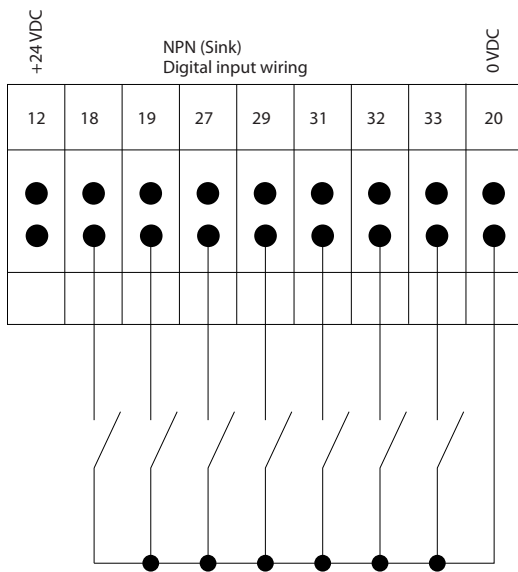 +24 VDC
NPN (Sink)
Digital input wiring
0 VDC
12 18 19 27 29 31 32 33 20